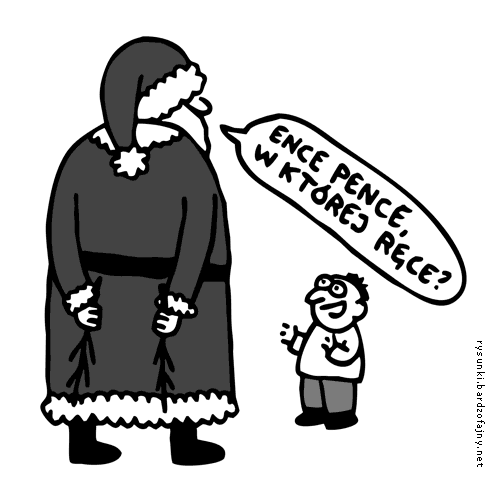 ENCE PENCE,
W KTÓREJ RĘCE?
rysunki.bardzofajny.net